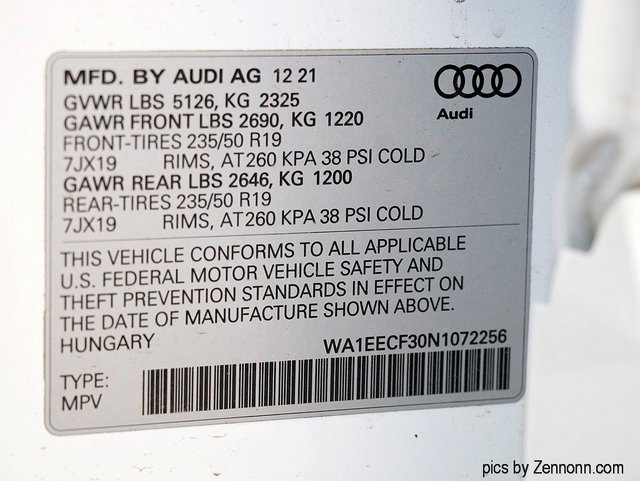 MFD. BY AUDI AG 12 21
Audi
GVWR LBS 5126, KG 2325
GAWR FRONT LBS 2690, KG 1220
FRONT-TIRES 235/50 R19
7JX19 RIMS, AT 260 KPA 38 PSI COLD
GAWR REAR LBS 2646, KG 1200
REAR-TIRES 235/50 R19
7JX19 RIMS, AT 260 KPA 38 PSI COLD
THIS VEHICLE CONFORMS TO ALL APPLICABLE
U.S. FEDERAL MOTOR VEHICLE SAFETY AND
THEFT PREVENTION STANDARDS IN EFFECT ON
THE DATE OF MANUFACTURE SHOWN ABOVE.
HUNGARY WA1EECF30N1072256
TYPE:
MPV
pics by Zennonn.com